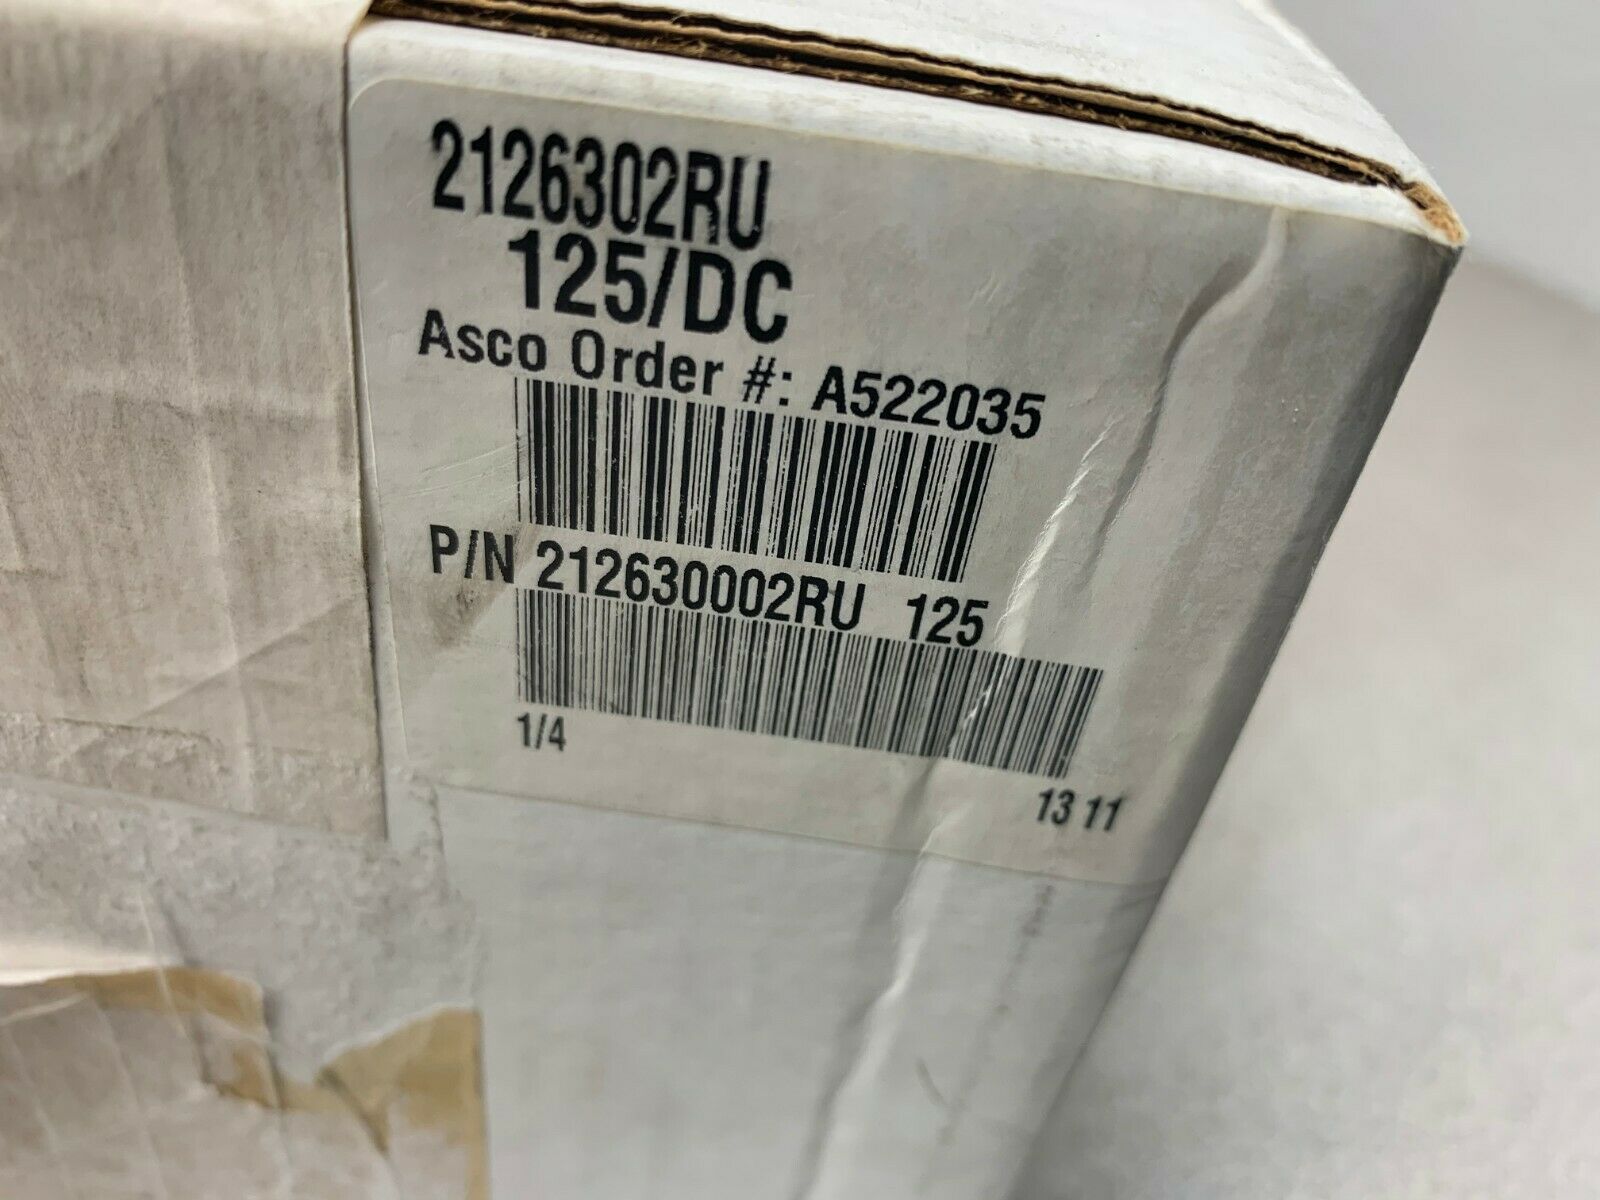 2126302RU
125/DC
Asco Order #: A522035
P/N 212630002RU 125
1/4
13 11